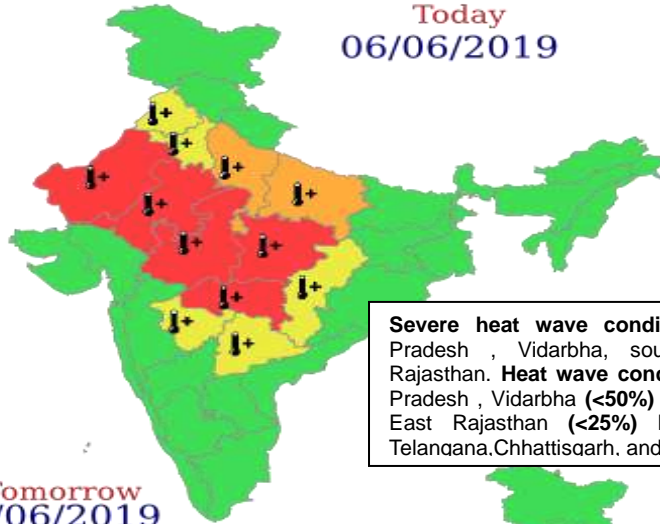 Today
06/06/2019
Severe heat wave condi
Pradesh , Vidarbha, sou
Rajasthan. Heat wave cond
Pradesh , Vidarbha (<50%)
East Rajasthan (<25%)
Telangana,Chhattisgarh, and
omorrow
/06/2019